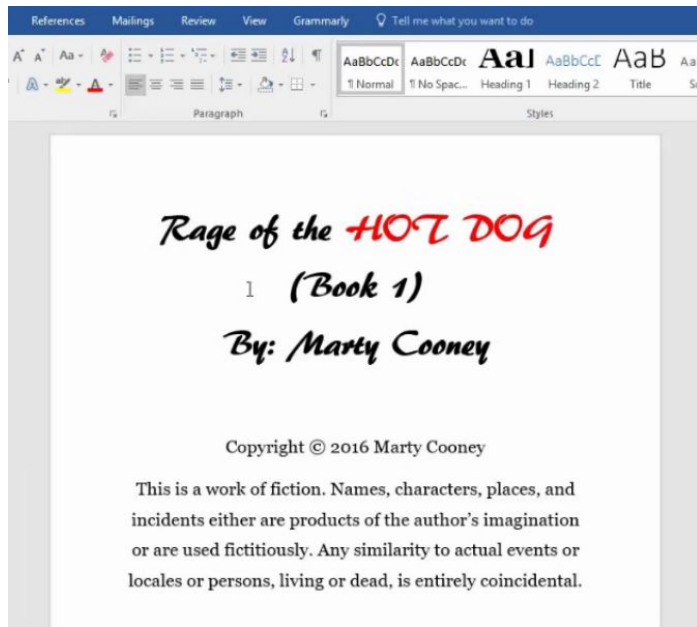 References Mailings Review View Grammarly Tell me what you want to do
Aa
AaBbCcDc AaBbCcDc AaBbCcE AaB
¶ Normal ¶ No Spac... Heading 1 Heading 2 Title
Paragraph Styles
Rage of the HOT DOG
(Book 1)
By: Marty Cooney
Copyright © 2016 Marty Cooney
This is a work of fiction. Names, characters, places, and
incidents either are products of the author's imagination
or are used fictitiously. Any similarity to actual events or
locales or persons, living or dead, is entirely coincidental.